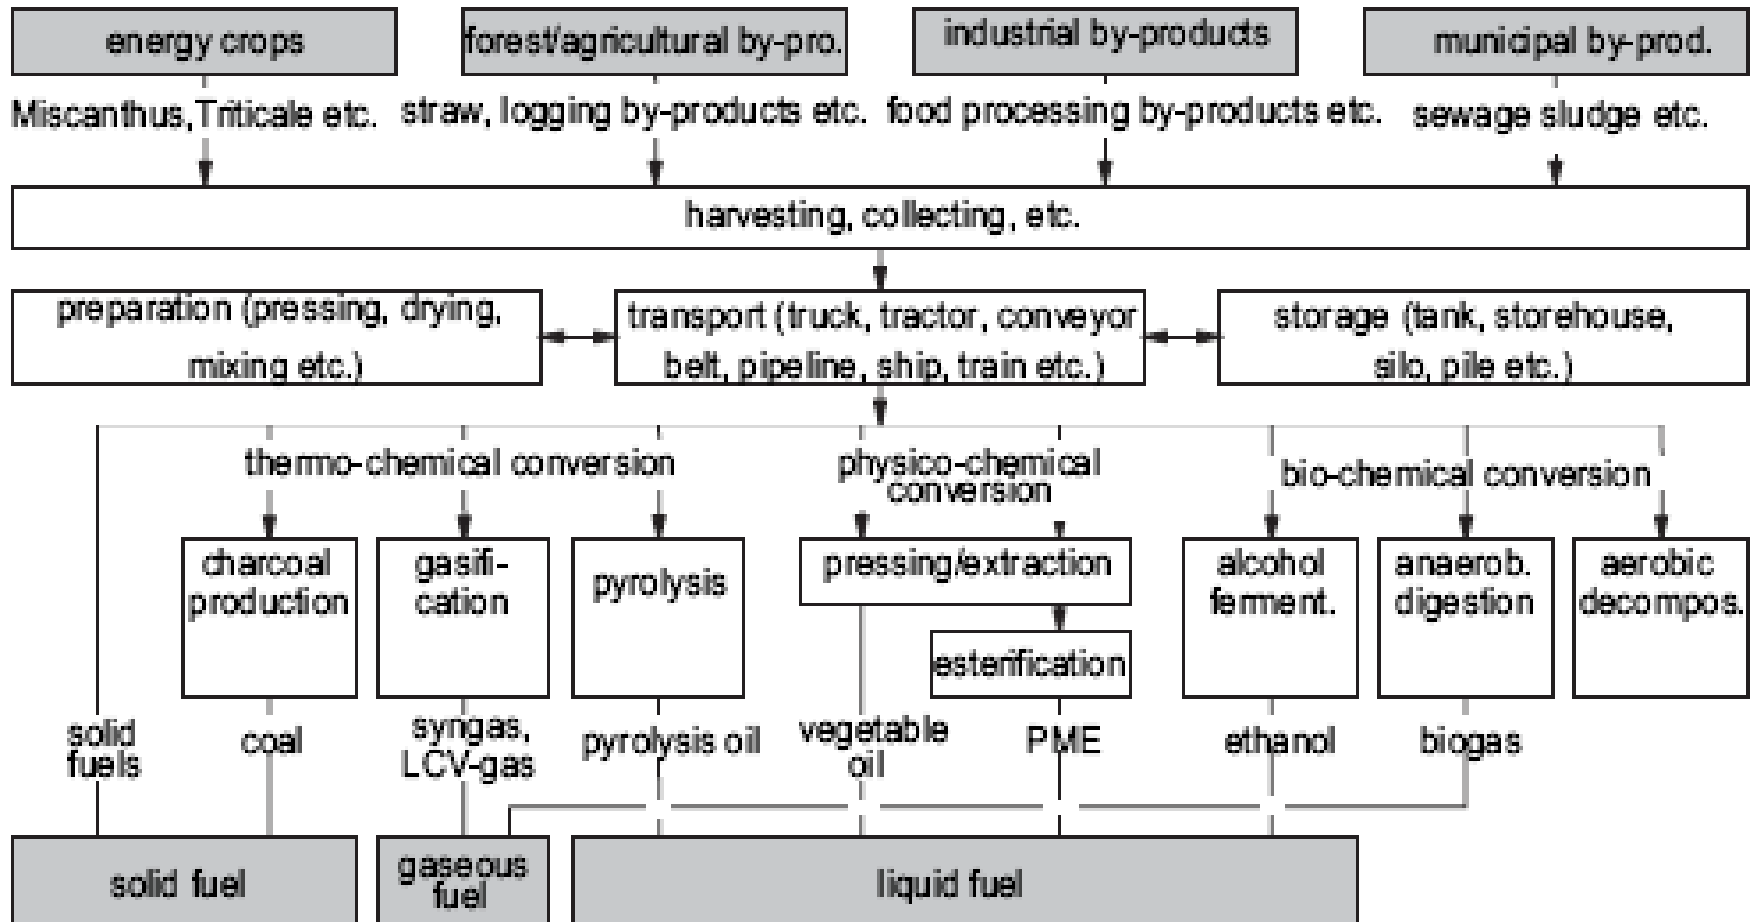 energy crops
forest/agricultural by-pro.
industrial by-products
municipal by-prod.
Miscanthus,Triticale etc.
straw, logging by-products etc.
food processing by-products etc.
sewage sludge etc.
harvesting, collecting, etc.
preparation (pressing, drying,
mixing etc.)
transport (truck, tractor, conveyor
belt, pipeline, ship, train etc.)
storage (tank, storehouse,
silo, pile etc.)
thermo-chemical conversion
physico-chemical
conversion
bio-chemical conversion
charcoal
production
gasifi-
cation
pyrolysis
pressing/extraction
esterification
alcohol
ferment.
anaerob.
digestion
aerobic
decompos.
solid
fuels
coal
syngas,
LCV-gas
pyrolysis oil
vegetable
oil
PME
ethanol
biogas
solid fuel
gaseous
fuel
liquid fuel